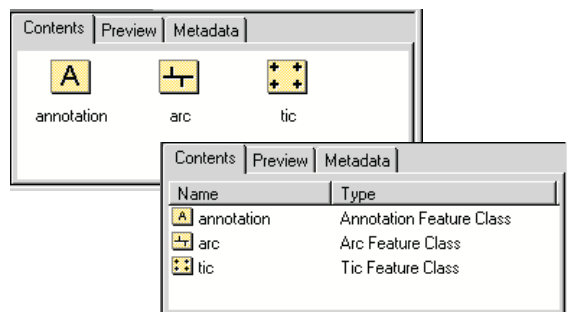 Contents Preview Metadata
A
annotation arc tic
Contents Preview Metadata
Name Type
A annotation Annotation Feature Class
arc Arc Feature Class
tic Tic Feature Class